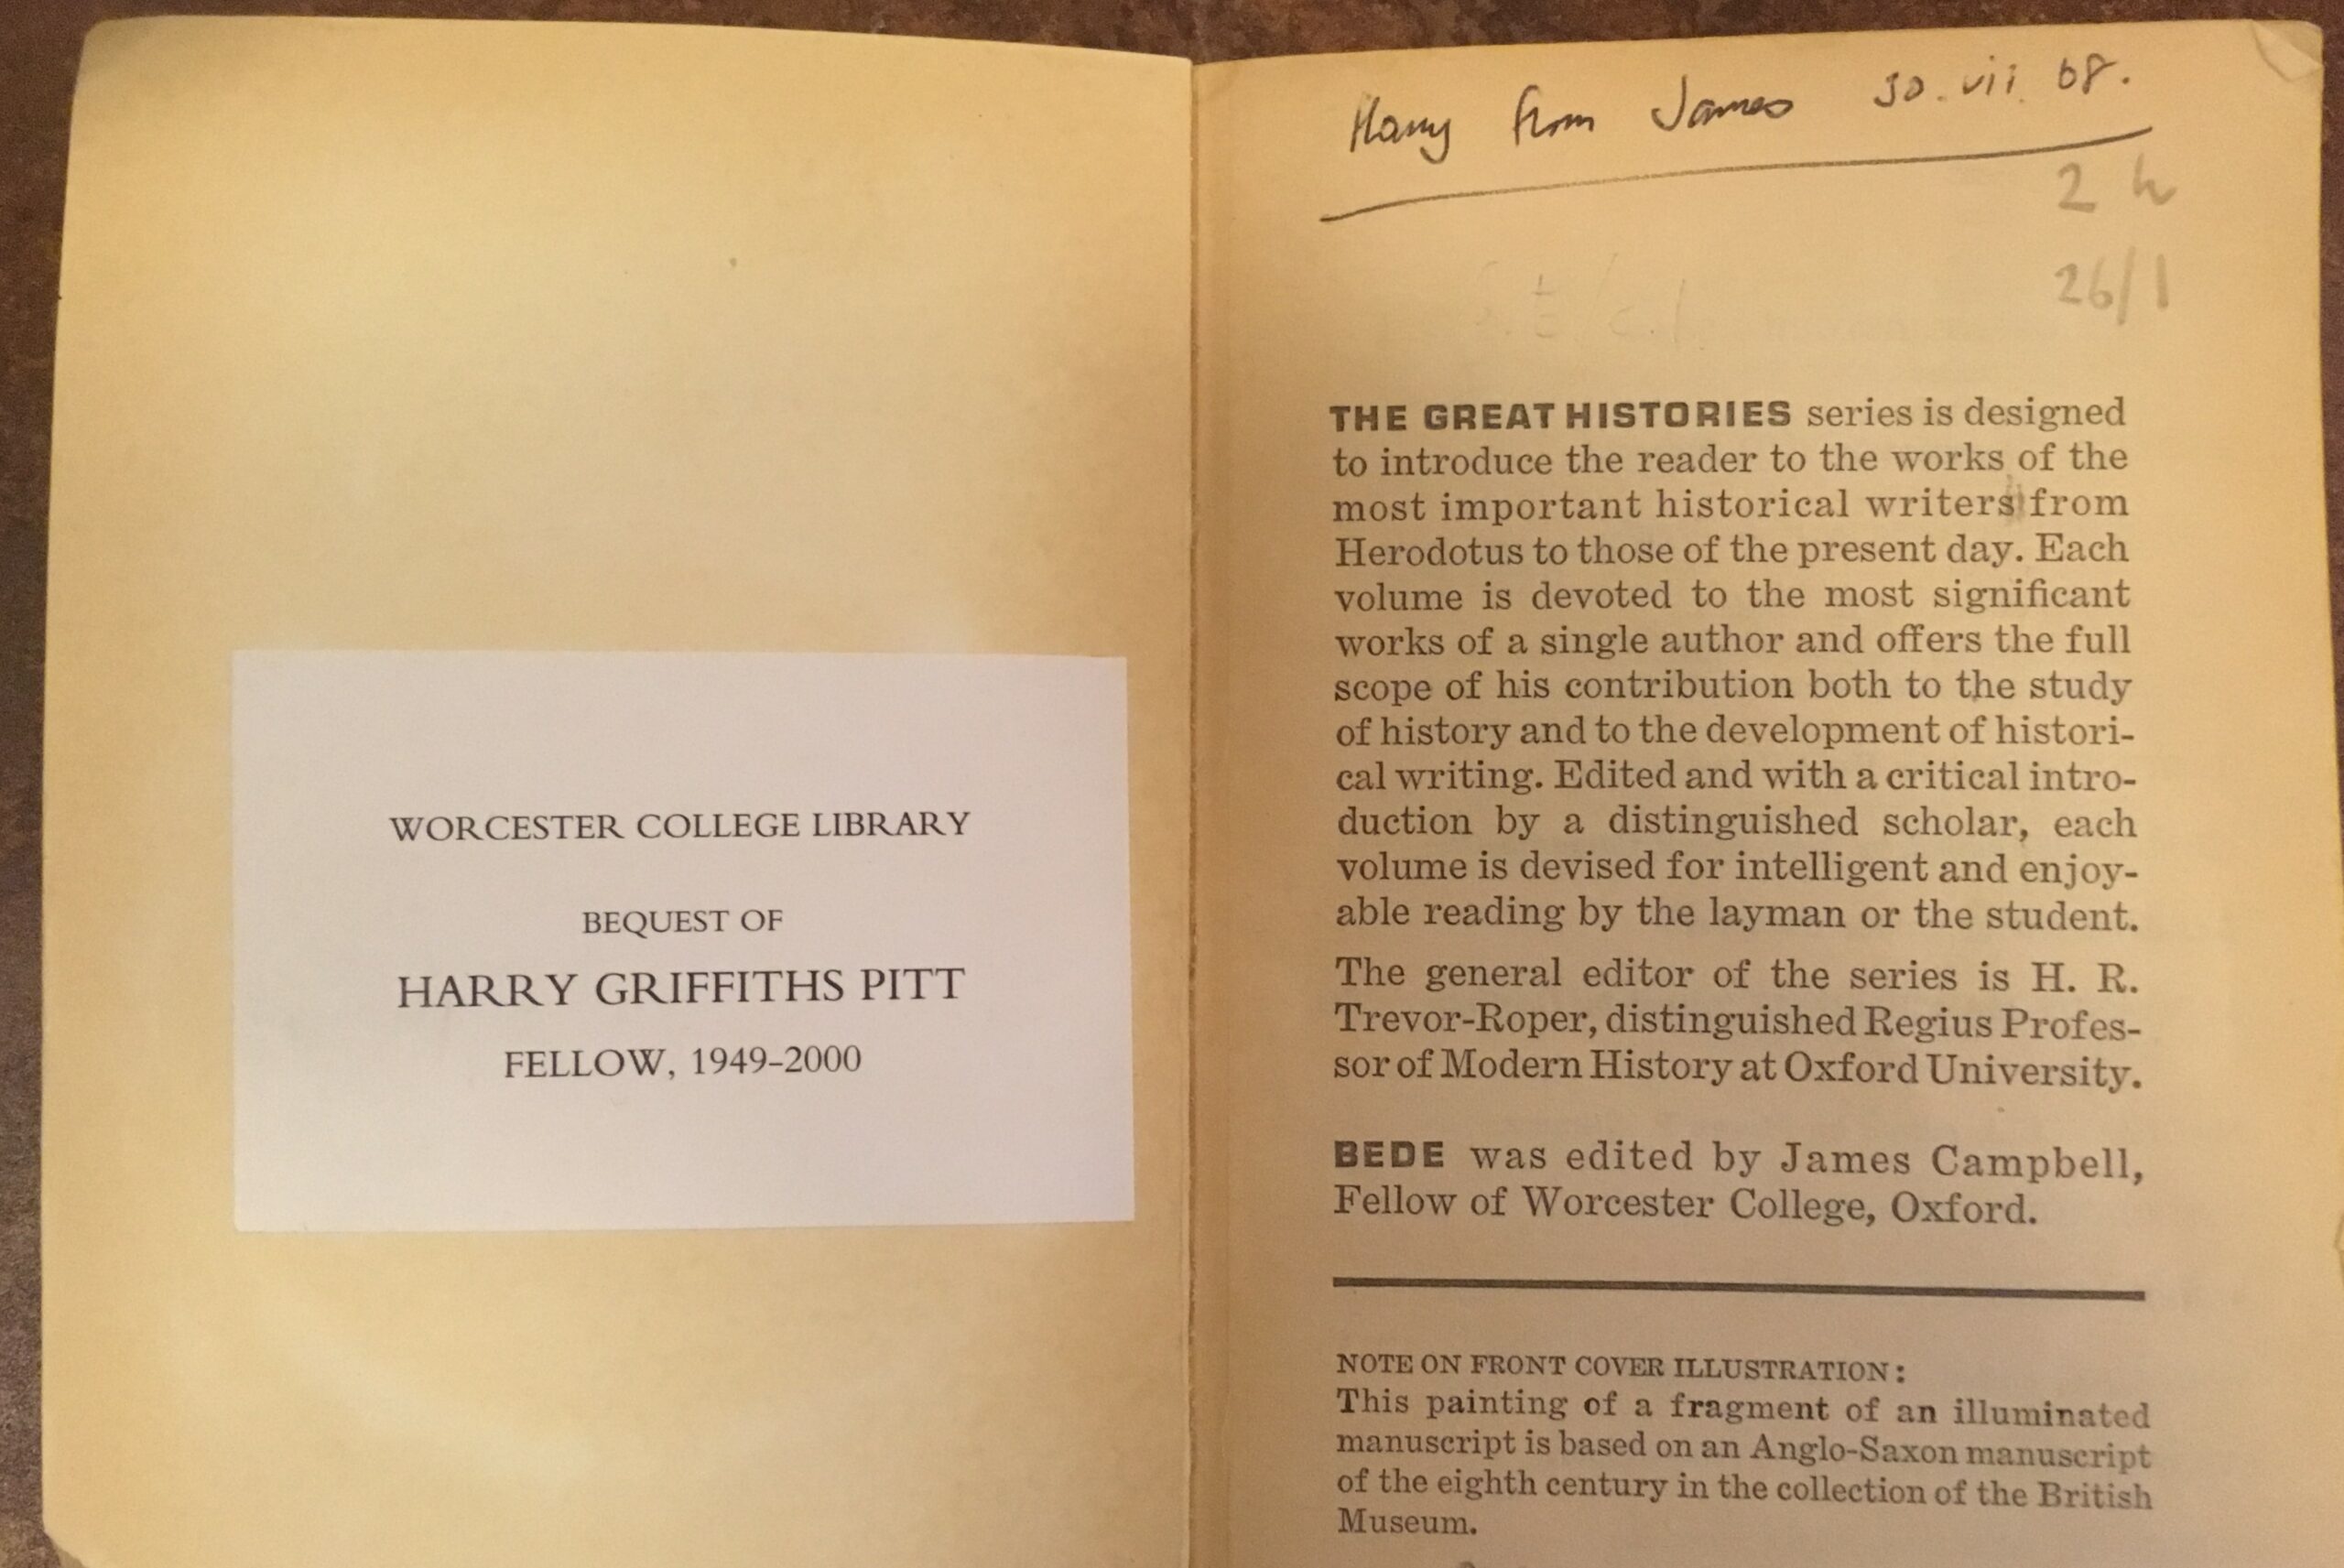 WORCESTER COLLEGE LIBRARY
BEQUEST OF
HARRY GRIFFITHS PITT
FELLOW, 1949-2000
Harry from James 30.vii.68.
2
26/1
THE GREAT HISTORIES series is designed
to introduce the reader to the works of the
most important historical writers from
Herodotus to those of the present day. Each
volume is devoted to the most significant
works of a single author and offers the full
scope of his contribution both to the study
of history and to the development of histori-
cal writing. Edited and with a critical intro-
duction by a distinguished scholar, each
volume is devised for intelligent and enjoy-
able reading by the layman or the student.
The general editor of the series is H. R.
Trevor-Roper, distinguished Regius Profes-
sor of Modern History at Oxford University.
BEDE was edited by James Campbell,
Fellow of Worcester College, Oxford.
NOTE ON FRONT COVER ILLUSTRATION:
This painting of a fragment of an illuminated
manuscript is based on an Anglo-Saxon manuscript
of the eighth century in the collection of the British
Museum.